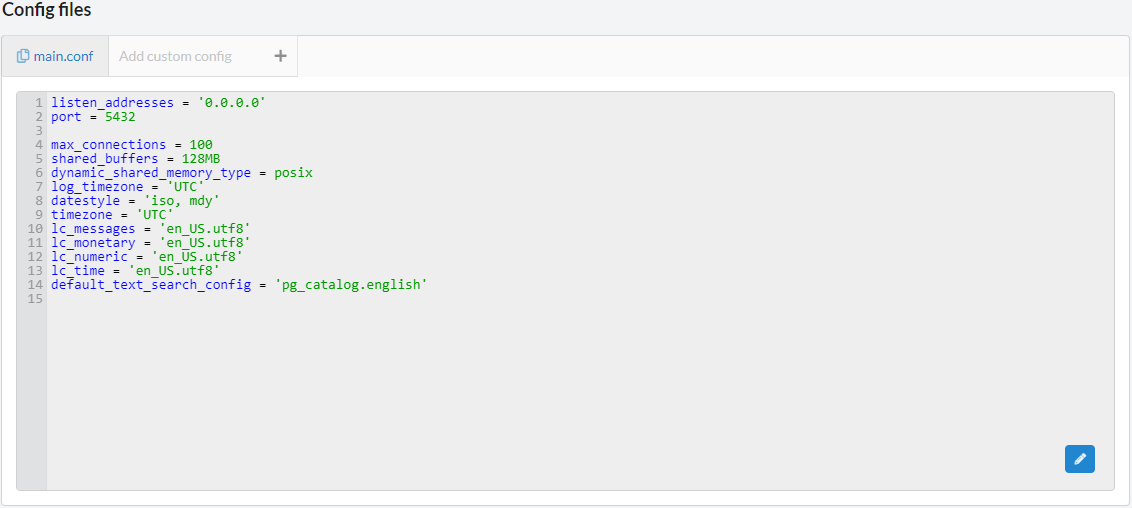 Config files
main.conf Add custom config +
1 listen_addresses = '0.0.0.0'
2 port = 5432
3
4 max_connections = 100
5 shared_buffers = 128MB
6 dynamic_shared_memory_type = posix
7 log_timezone = 'UTC'
8 datestyle = 'iso, mdy'
9 timezone = 'UTC'
10 lc_messages = 'en_US.utf8'
11 lc_monetary = 'en_US.utf8'
12 lc_numeric = 'en_US.utf8'
13 lc_time = 'en_US.utf8'
14 default_text_search_config = 'pg_catalog.english'
15